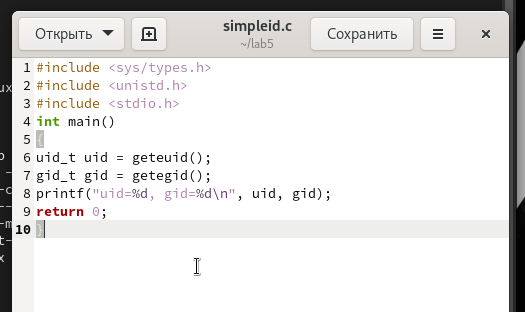 Открыть
simpleid.c
~/lab5
Сохранить
1 #include <sys/types.h>
2 #include <unistd.h>
3 #include <stdio.h>
4 int main()
5 {
6 uid_t uid = geteuid();
7 gid_t gid = getegid();
8 printf("uid=%d, gid=%d\n", uid, gid);
9 return 0;
10 }